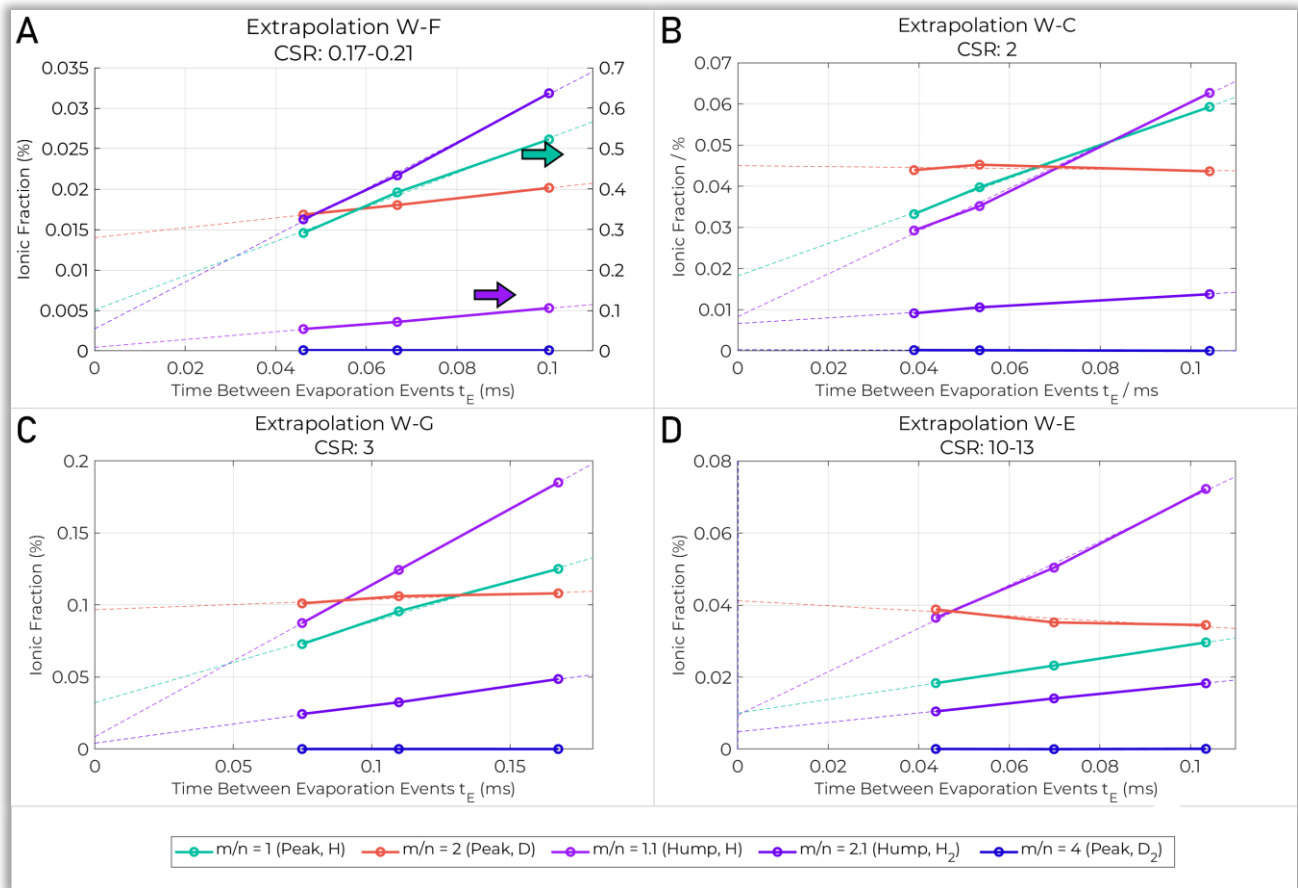 A
Extrapolation W-F
CSR: 0.17-0.21
Ionic Fraction (%)
0.035
0.03
0.025
0.02
0.015
0.01
0.005
0
0.7
0.6
0.5
0.4
0.3
0.2
0.1
0
0 0.02 0.04 0.06 0.08 0.1
Time Between Evaporation Events t_E (ms)
B
Extrapolation W-C
CSR: 2
Ionic Fraction / %
0.07
0.06
0.05
0.04
0.03
0.02
0.01
0
0 0.02 0.04 0.06 0.08 0.1
Time Between Evaporation Events t_E / ms
C
Extrapolation W-G
CSR: 3
Ionic Fraction (%)
0.2
0.15
0.1
0.05
0
0 0.05 0.1 0.15
Time Between Evaporation Events t_E (ms)
D
Extrapolation W-E
CSR: 10-13
Ionic Fraction (%)
0.08
0.06
0.04
0.02
0
0 0.02 0.04 0.06 0.08 0.1
Time Between Evaporation Events t_E (ms)
m/n = 1 (Peak, H) m/n = 2 (Peak, D) m/n = 1.1 (Hump, H) m/n = 2.1 (Hump, H₂) m/n = 4 (Peak, D₂)